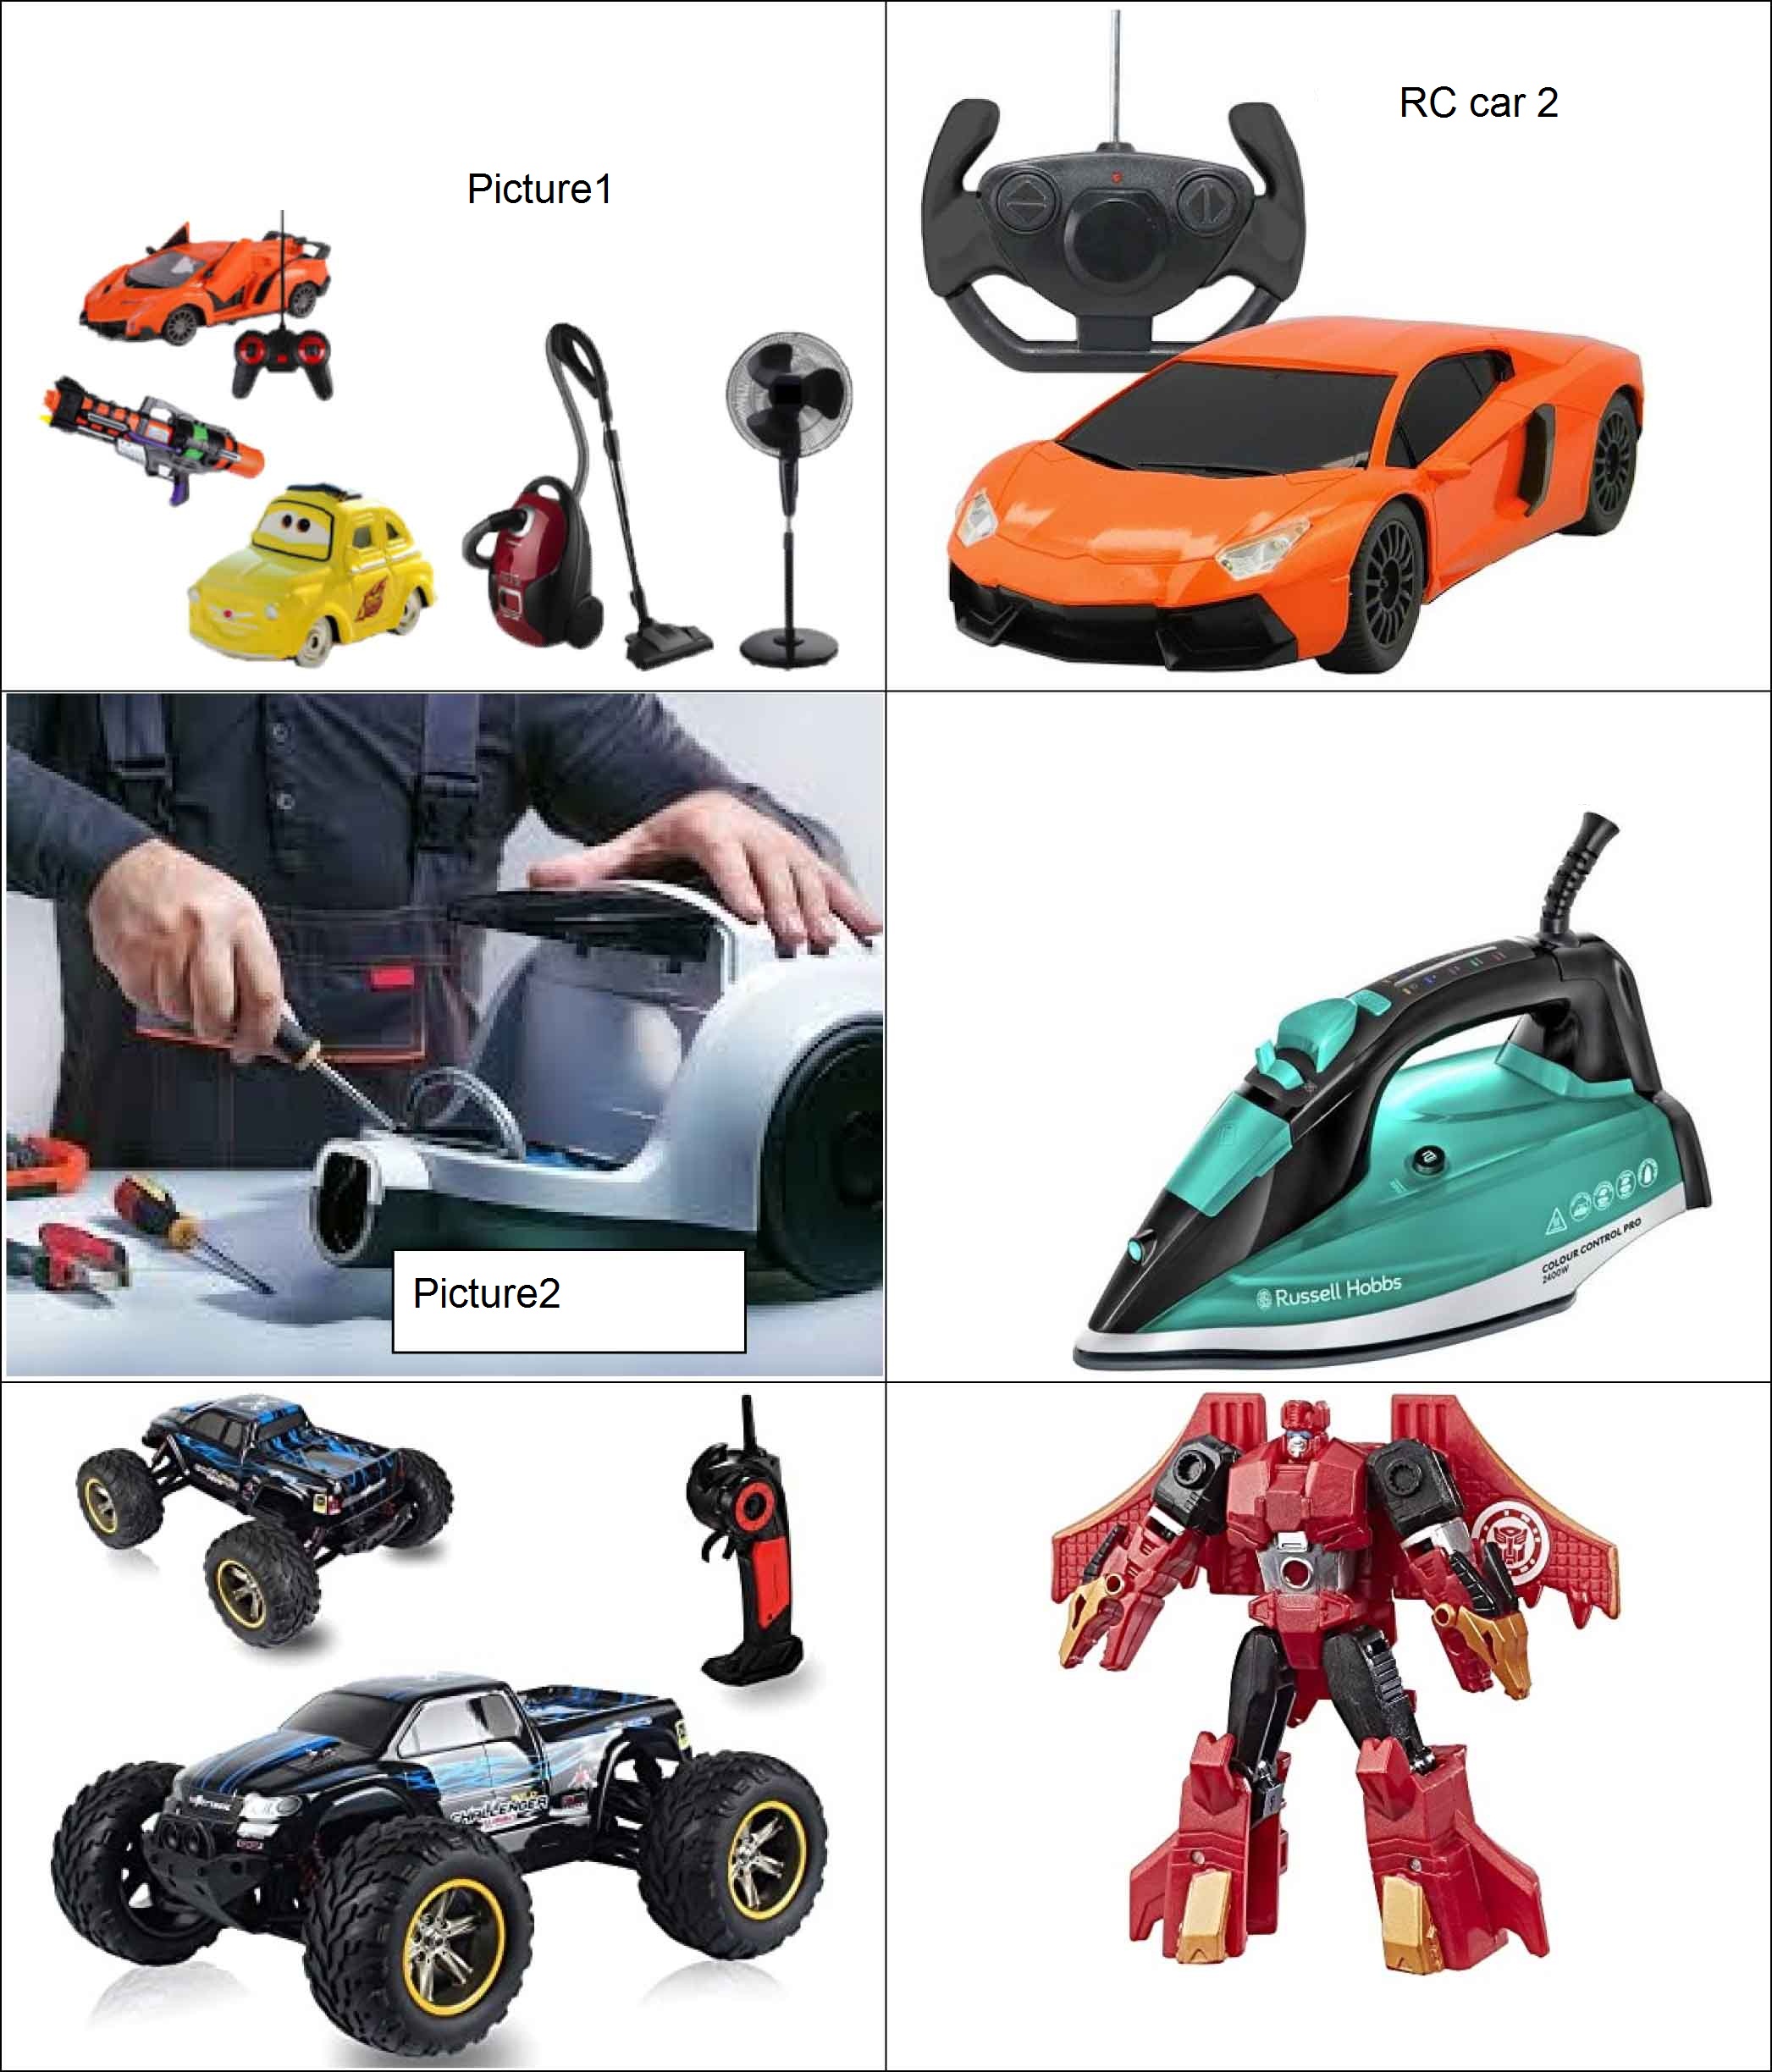 Picture1
RC car 2
Picture2
COLOUR CONTROL PRO
2400W
Russell Hobbs
CHALLENGER